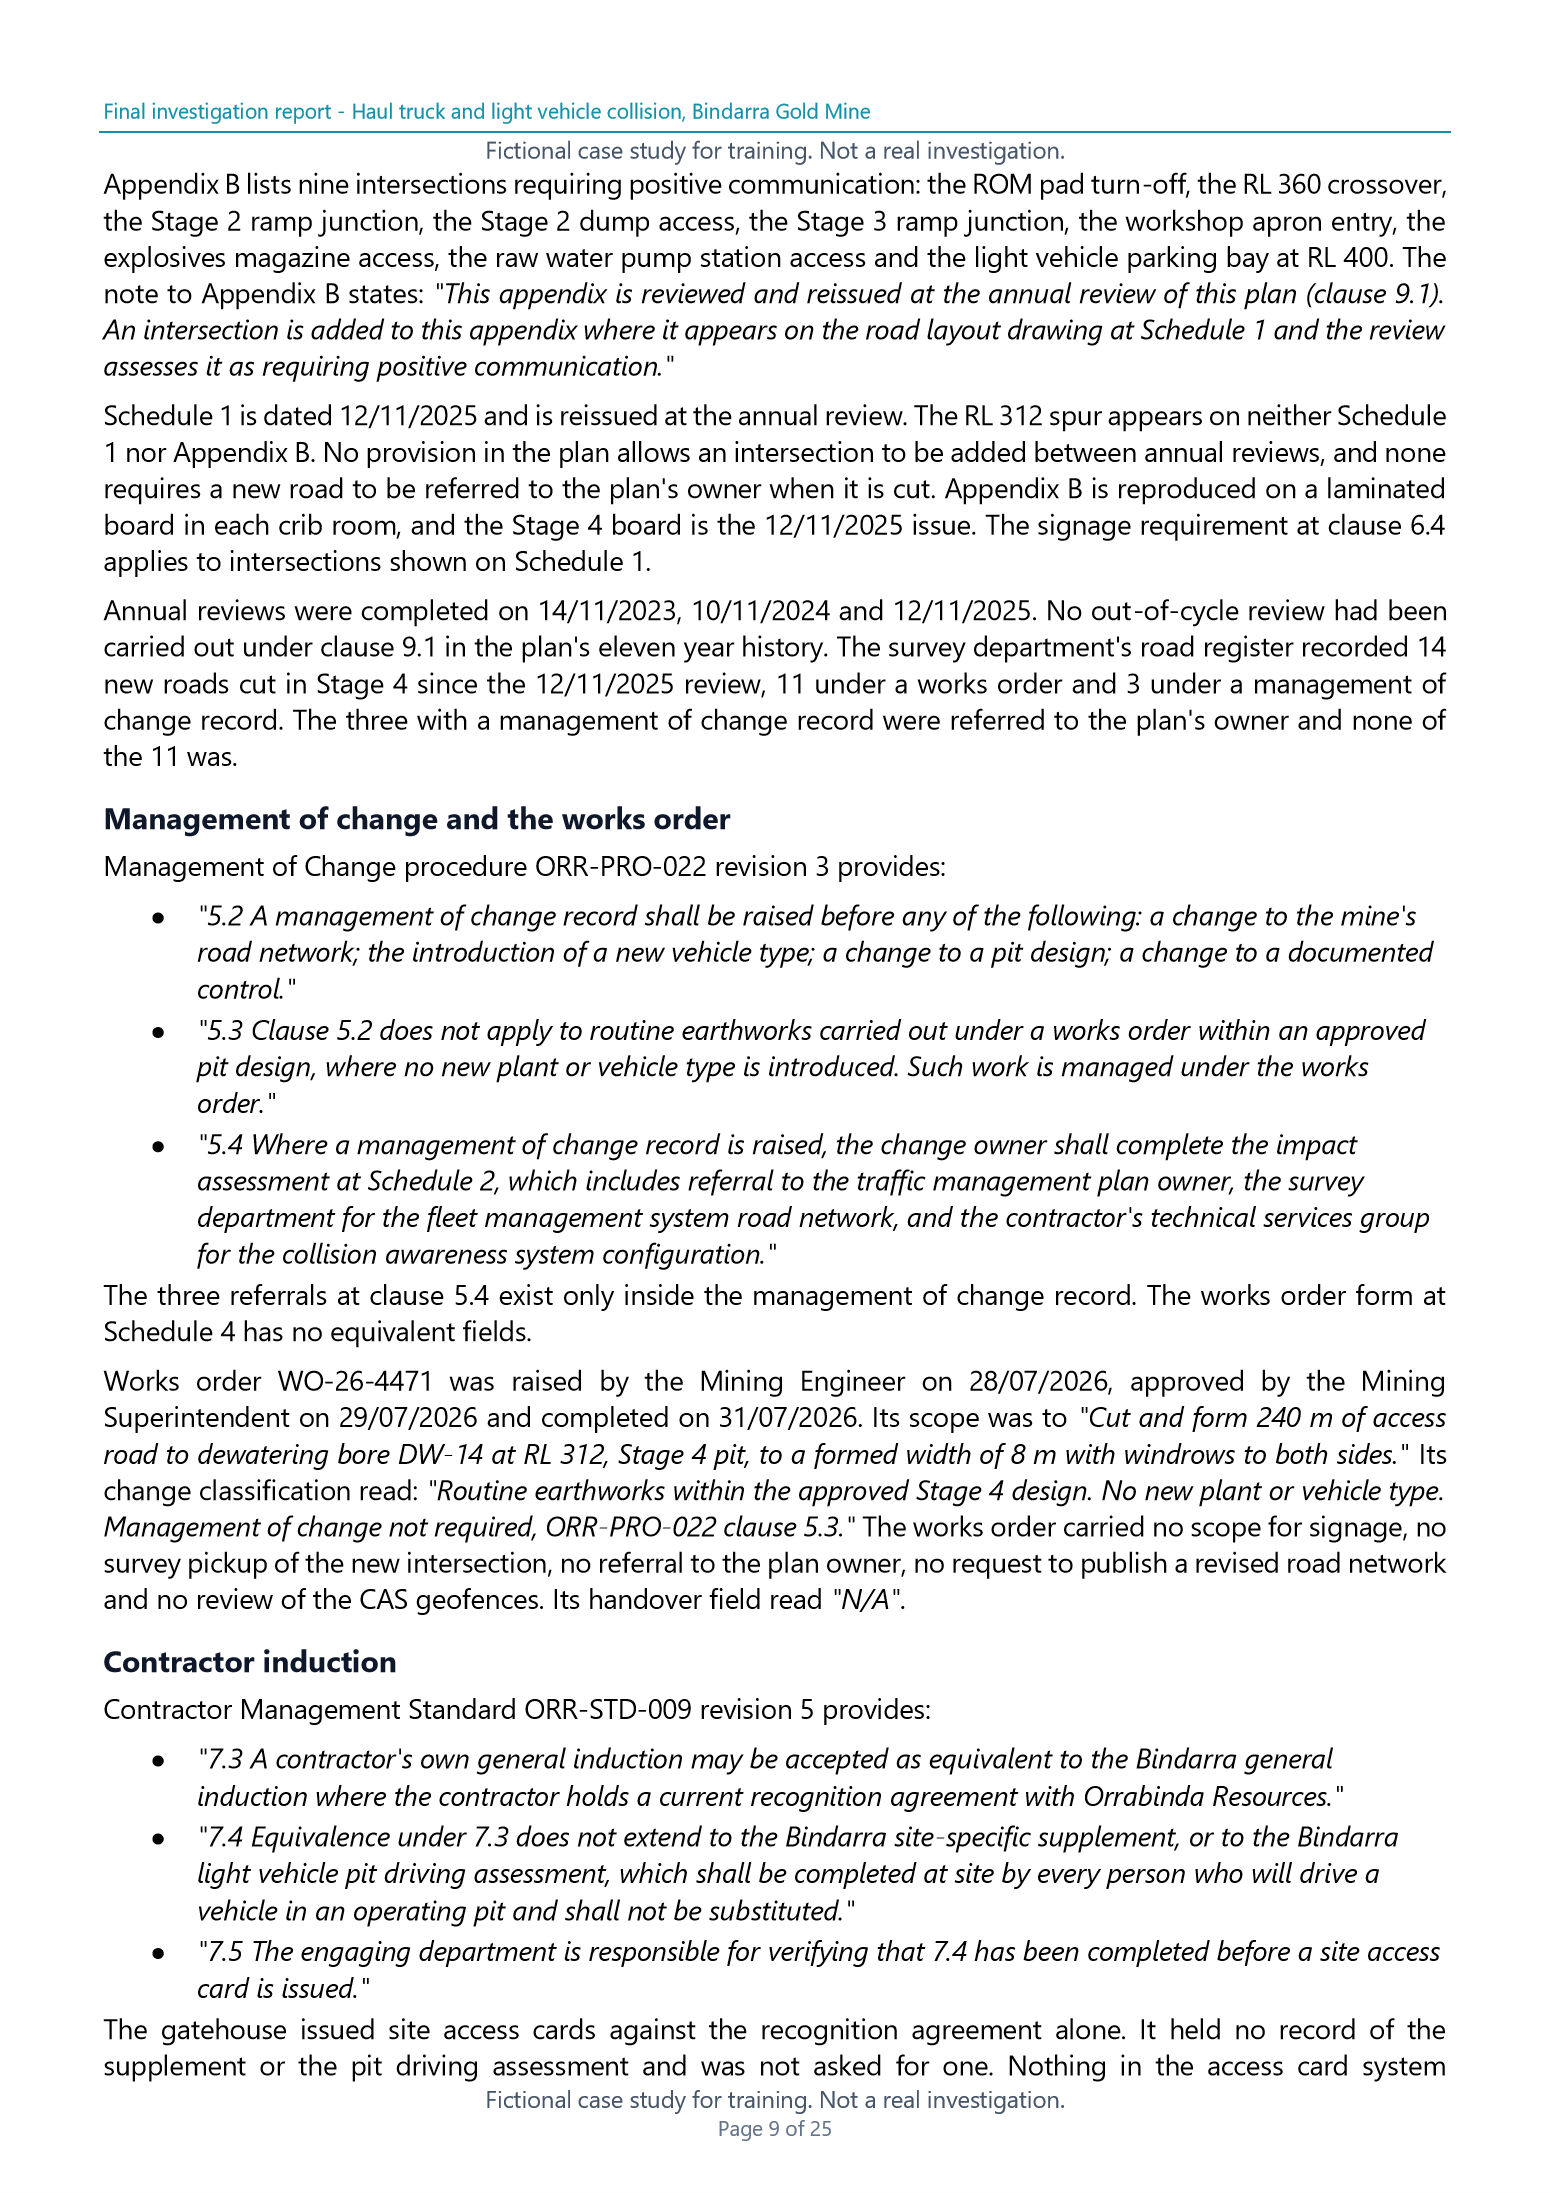 Final investigation report - Haul truck and light vehicle collision, Bindarra Gold Mine
Fictional case study for training. Not a real investigation.
Appendix B lists nine intersections requiring positive communication: the ROM pad turn-off, the RL 360 crossover,
the Stage 2 ramp junction, the Stage 2 dump access, the Stage 3 ramp junction, the workshop apron entry, the
explosives magazine access, the raw water pump station access and the light vehicle parking bay at RL 400. The
note to Appendix B states: "This appendix is reviewed and reissued at the annual review of this plan (clause 9.1).
An intersection is added to this appendix where it appears on the road layout drawing at Schedule 1 and the review
assesses it as requiring positive communication."
Schedule 1 is dated 12/11/2025 and is reissued at the annual review. The RL 312 spur appears on neither Schedule
1 nor Appendix B. No provision in the plan allows an intersection to be added between annual reviews, and none
requires a new road to be referred to the plan's owner when it is cut. Appendix B is reproduced on a laminated
board in each crib room, and the Stage 4 board is the 12/11/2025 issue. The signage requirement at clause 6.4
applies to intersections shown on Schedule 1.
Annual reviews were completed on 14/11/2023, 10/11/2024 and 12/11/2025. No out-of-cycle review had been
carried out under clause 9.1 in the plan's eleven year history. The survey department's road register recorded 14
new roads cut in Stage 4 since the 12/11/2025 review, 11 under a works order and 3 under a management of
change record. The three with a management of change record were referred to the plan's owner and none of
the 11 was.
Management of change and the works order
Management of Change procedure ORR-PRO-022 revision 3 provides:
● "5.2 A management of change record shall be raised before any of the following: a change to the mine's
road network; the introduction of a new vehicle type; a change to a pit design; a change to a documented
control."
● "5.3 Clause 5.2 does not apply to routine earthworks carried out under a works order within an approved
pit design, where no new plant or vehicle type is introduced. Such work is managed under the works
order."
● "5.4 Where a management of change record is raised, the change owner shall complete the impact
assessment at Schedule 2, which includes referral to the traffic management plan owner, the survey
department for the fleet management system road network, and the contractor's technical services group
for the collision awareness system configuration."
The three referrals at clause 5.4 exist only inside the management of change record. The works order form at
Schedule 4 has no equivalent fields.
Works order WO-26-4471 was raised by the Mining Engineer on 28/07/2026, approved by the Mining
Superintendent on 29/07/2026 and completed on 31/07/2026. Its scope was to "Cut and form 240 m of access
road to dewatering bore DW-14 at RL 312, Stage 4 pit, to a formed width of 8 m with windrows to both sides." Its
change classification read: "Routine earthworks within the approved Stage 4 design. No new plant or vehicle type.
Management of change not required, ORR-PRO-022 clause 5.3." The works order carried no scope for signage, no
survey pickup of the new intersection, no referral to the plan owner, no request to publish a revised road network
and no review of the CAS geofences. Its handover field read "N/A".
Contractor induction
Contractor Management Standard ORR-STD-009 revision 5 provides:
● "7.3 A contractor's own general induction may be accepted as equivalent to the Bindarra general
induction where the contractor holds a current recognition agreement with Orrabinda Resources."
● "7.4 Equivalence under 7.3 does not extend to the Bindarra site-specific supplement, or to the Bindarra
light vehicle pit driving assessment, which shall be completed at site by every person who will drive a
vehicle in an operating pit and shall not be substituted."
● "7.5 The engaging department is responsible for verifying that 7.4 has been completed before a site access
card is issued."
The gatehouse issued site access cards against the recognition agreement alone. It held no record of the
supplement or the pit driving assessment and was not asked for one. Nothing in the access card system
Fictional case study for training. Not a real investigation.
Page 9 of 25